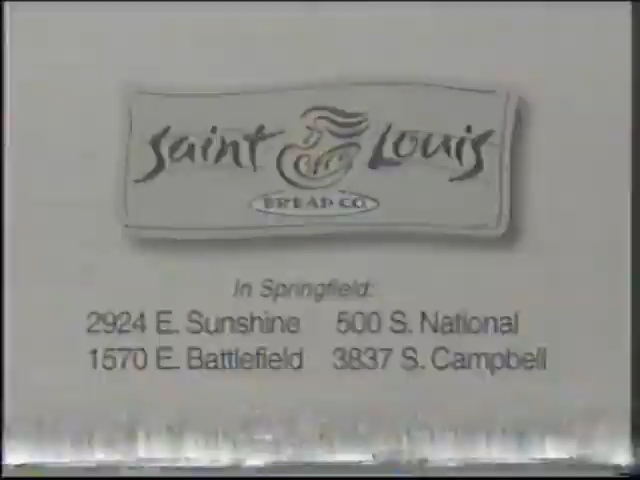 Saint Louis
BREAD CO.
In Springfield:
2924 E. Sunshine 500 S. National
1570 E. Battlefield 3837 S. Campbell